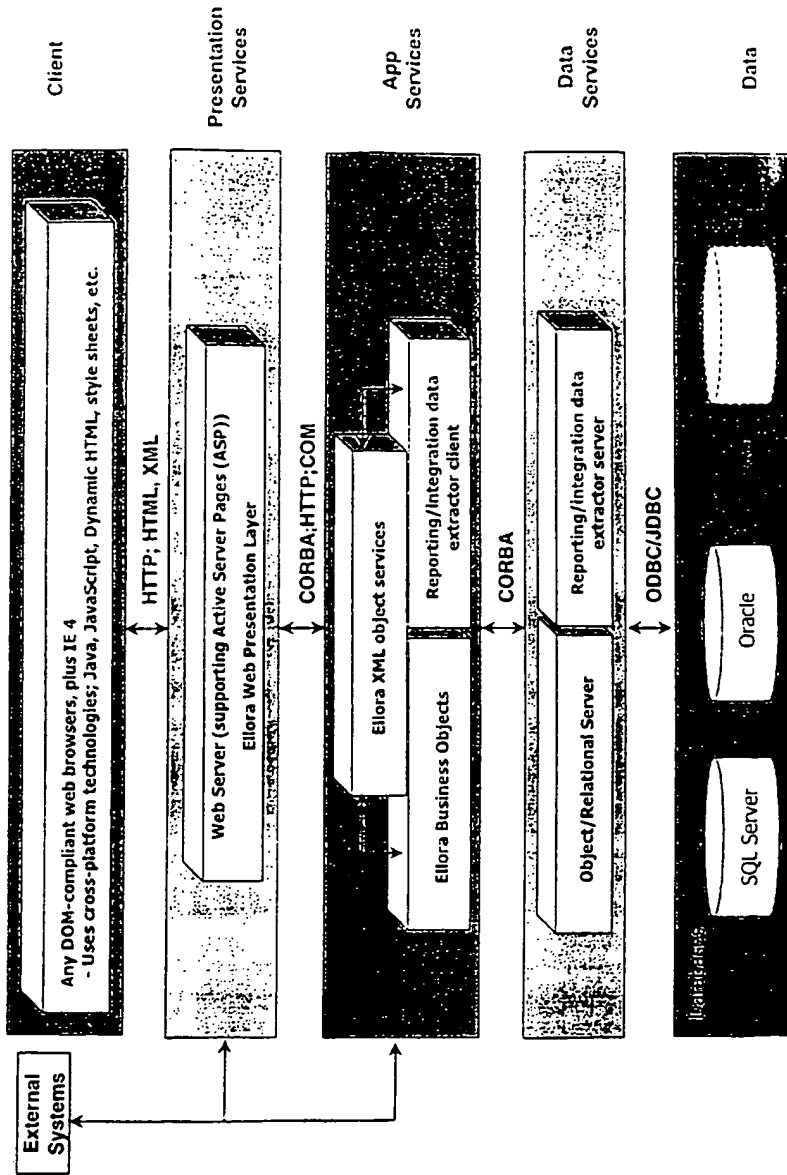 External
Systems
Client
Any DOM-compliant web browsers, plus IE 4
- Uses cross-platform technologies; Java, JavaScript, Dynamic HTML, style sheets, etc.
HTTP; HTML, XML
Presentation
Services
Web Server (supporting Active Server Pages (ASP))
Ellora Web Presentation Layer
CORBA;HTTP;COM
App
Services
Ellora XML object services
Ellora Business Objects
Reporting/Integration data
extractor client
CORBA
Data
Services
Object/Relational Server
Reporting/integration data
extractor server
ODBC/JDBC
Data
SQL Server
Oracle